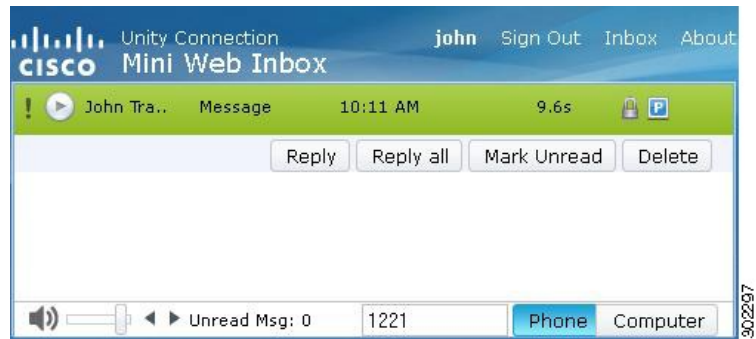 Unity Connection
CISCO Mini Web Inbox
john Sign Out Inbox About
! John Tra.. Message 10:11 AM 9.6s P
Reply Reply all Mark Unread Delete
Unread Msg: 0 1221 Phone Computer
302297